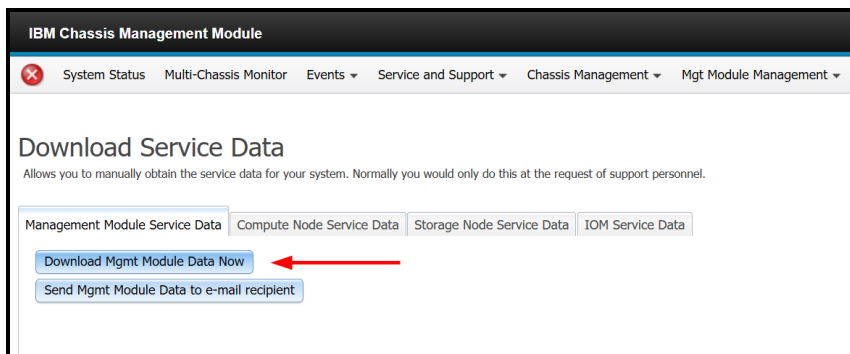 IBM Chassis Management Module
System Status Multi-Chassis Monitor Events Service and Support Chassis Management Mgt Module Management
Download Service Data
Allows you to manually obtain the service data for your system. Normally you would only do this at the request of support personnel.
Management Module Service Data Compute Node Service Data Storage Node Service Data IOM Service Data
Download Mgmt Module Data Now
Send Mgmt Module Data to e-mail recipient